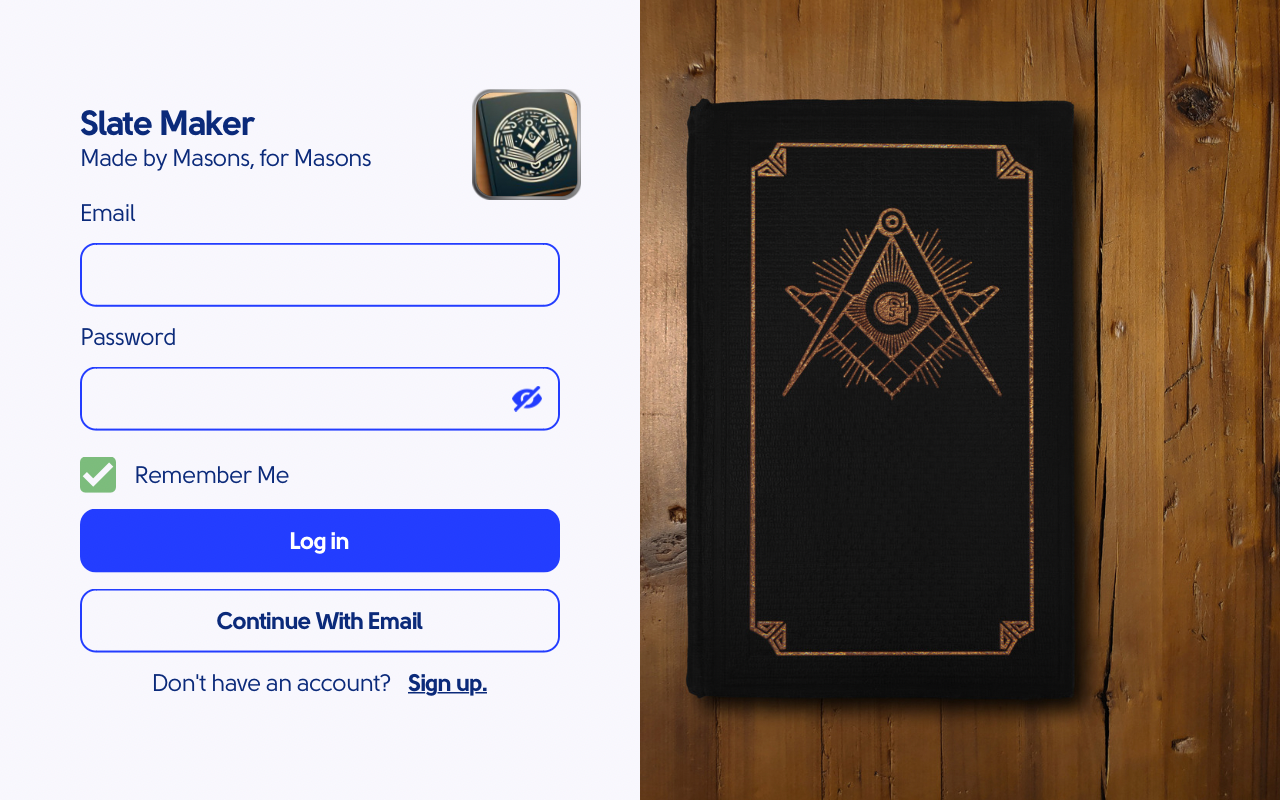 Slate Maker
Made by Masons, for Masons
Email
Password
Remember Me
Log in
Continue With Email
Don't have an account? Sign up.
G
G